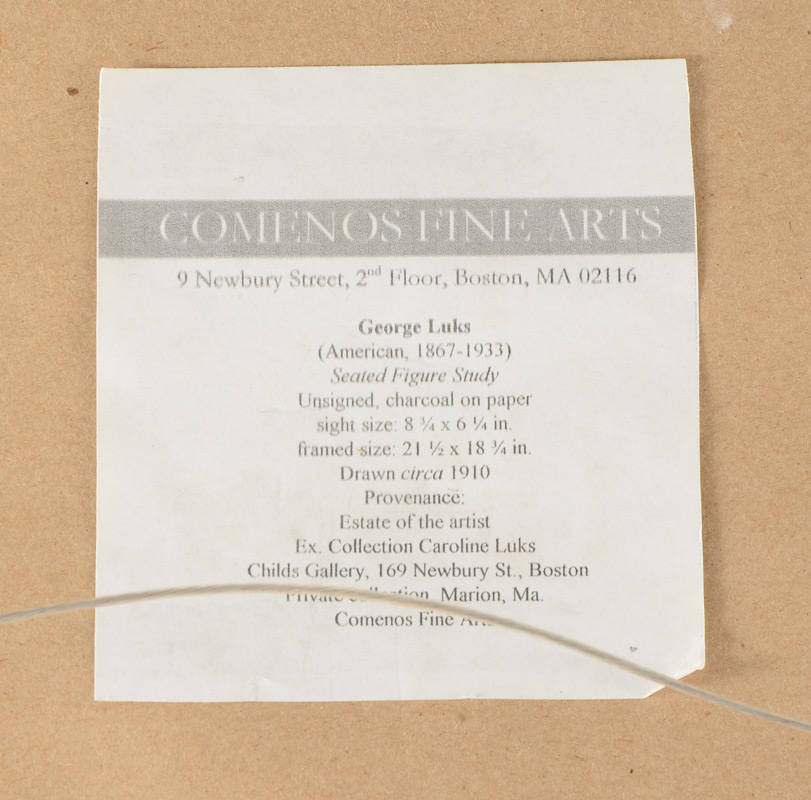 COMENOS FINE ARTS
9 Newbury Street, 2nd Floor, Boston, MA 02116
George Luks
(American, 1867-1933)
Seated Figure Study
Unsigned, charcoal on paper
sight size: 8 ¾ x 6 ¼ in.
framed size: 21 ½ x 18 ¾ in.
Drawn circa 1910
Provenance:
Estate of the artist
Ex. Collection Caroline Luks
Childs Gallery, 169 Newbury St., Boston
Private collection, Marion, Ma.
Comenos Fine Arts